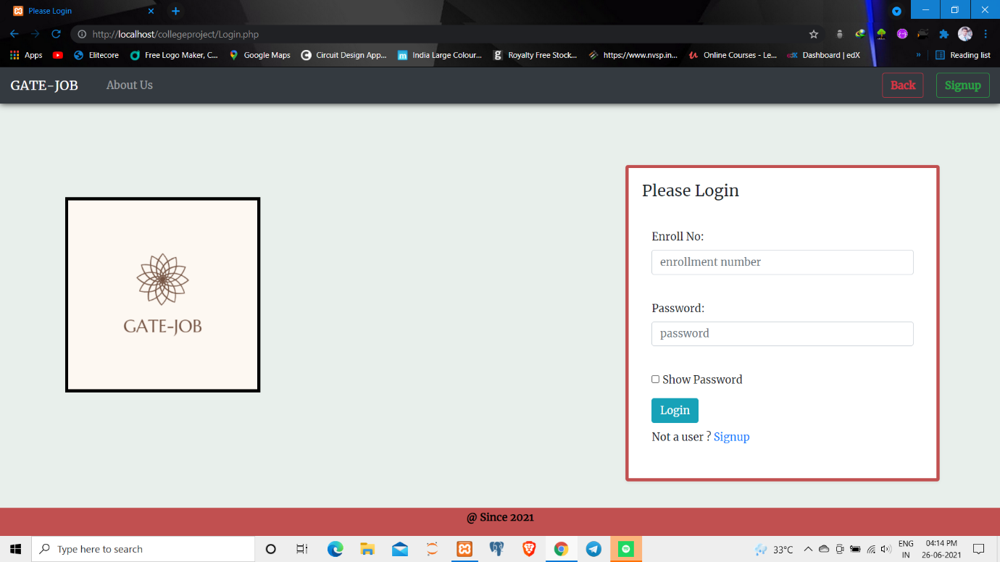 Please Login
http://localhost/collegeproject/Login.php
Apps Elitecore Free Logo Maker, C... Google Maps Circuit Design App... India Large Colour... Royalty Free Stock... https://www.nvsp.in... Online Courses - Le... Dashboard | edX » Reading list
GATE-JOB About Us Back Signup
Please Login
Enroll No:
enrollment number
Password:
password
Show Password
Login
Not a user ? Signup
GATE-JOB
@ Since 2021
Type here to search
33°C
ENG
IN
04:14 PM
26-06-2021